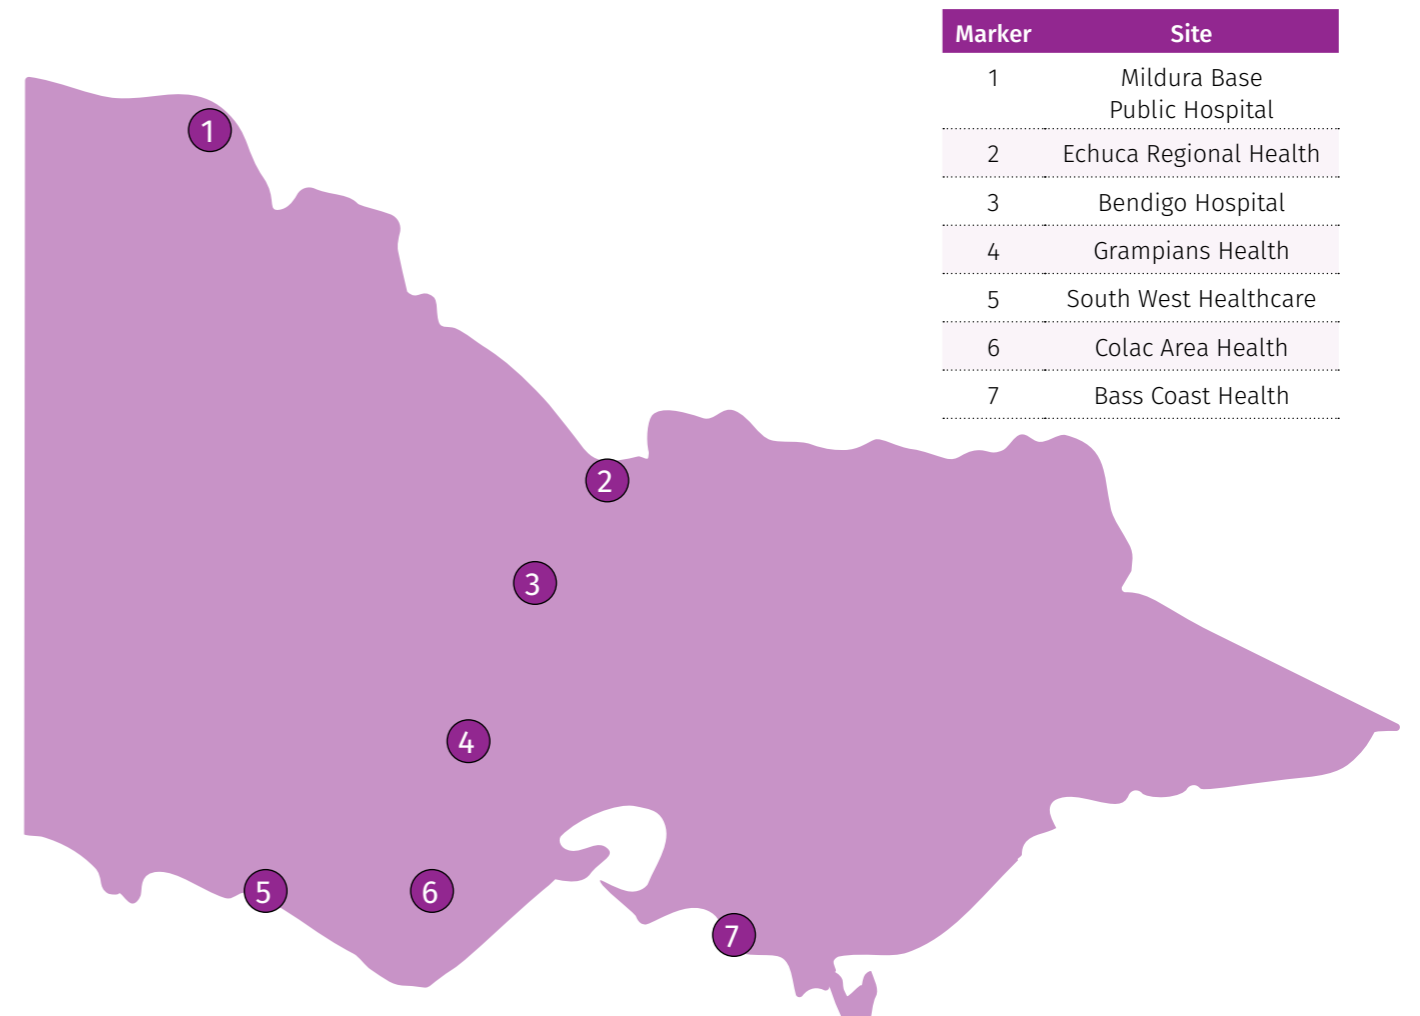 Marker Site
1 Mildura Base
Public Hospital
2 Echuca Regional Health
3 Bendigo Hospital
4 Grampians Health
5 South West Healthcare
6 Colac Area Health
7 Bass Coast Health
1
2
3
4
5
6
7